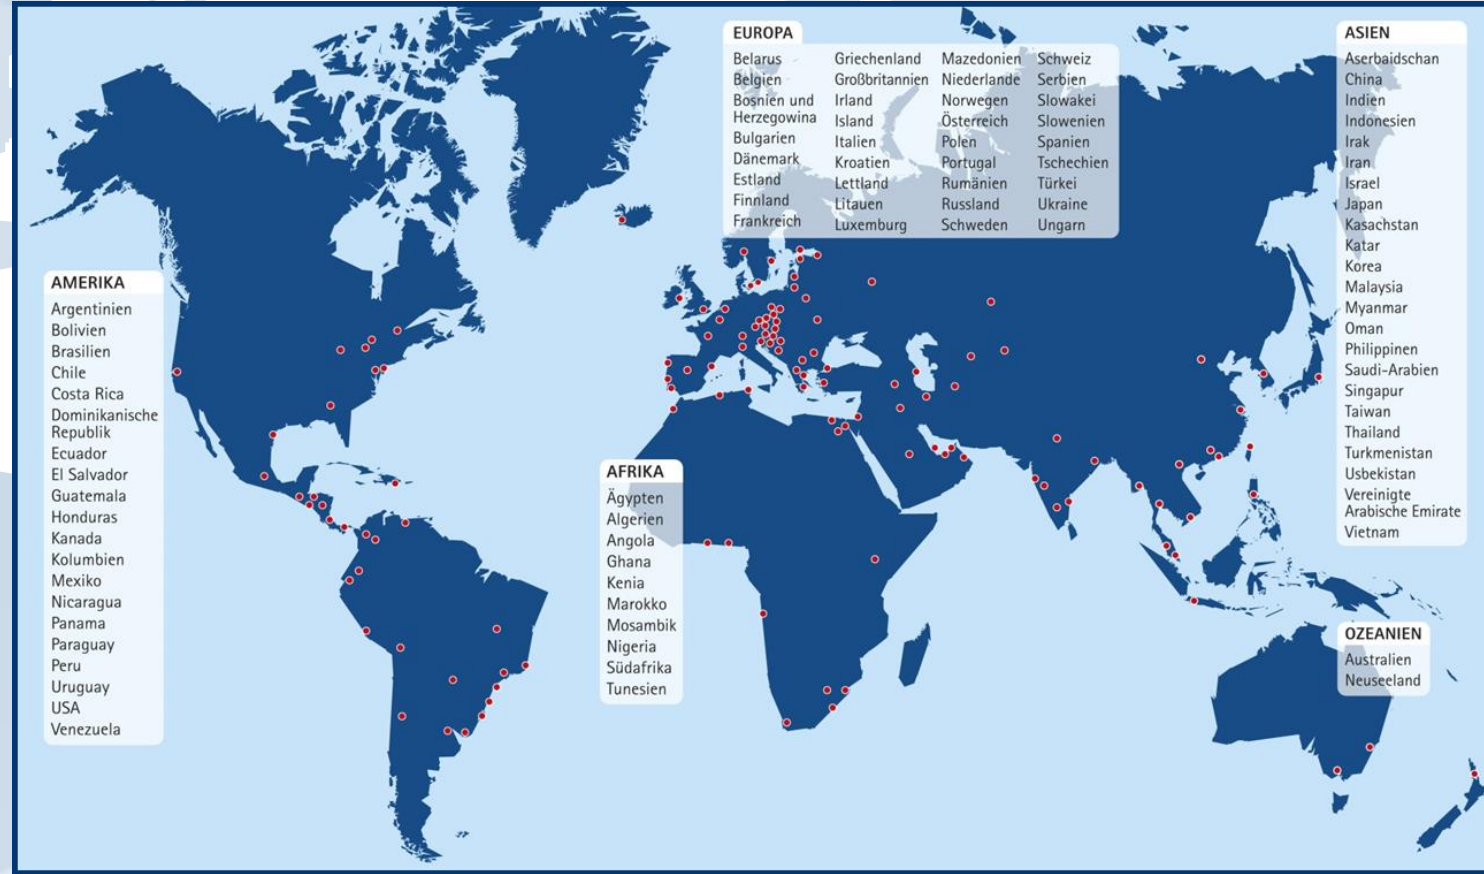 EUROPA
Belarus
Belgien
Bosnien und
Herzegowina
Bulgarien
Dänemark
Estland
Finnland
Frankreich
Griechenland
Großbritannien
Irland
Island
Italien
Kroatien
Lettland
Litauen
Luxemburg
Mazedonien
Niederlande
Norwegen
Österreich
Polen
Portugal
Rumänien
Russland
Schweden
Schweiz
Serbien
Slowakei
Slowenien
Spanien
Tschechien
Türkei
Ukraine
Ungarn
ASIEN
Aserbaidschan
China
Indien
Indonesien
Irak
Iran
Israel
Japan
Kasachstan
Katar
Korea
Malaysia
Myanmar
Oman
Philippinen
Saudi-Arabien
Singapur
Taiwan
Thailand
Turkmenistan
Usbekistan
Vereinigte
Arabische Emirate
Vietnam
AMERIKA
Argentinien
Bolivien
Brasilien
Chile
Costa Rica
Dominikanische
Republik
Ecuador
El Salvador
Guatemala
Honduras
Kanada
Kolumbien
Mexiko
Nicaragua
Panama
Paraguay
Peru
Uruguay
USA
Venezuela
AFRIKA
Ägypten
Algerien
Angola
Ghana
Kenia
Marokko
Mosambik
Nigeria
Südafrika
Tunesien
OZEANIEN
Australien
Neuseeland